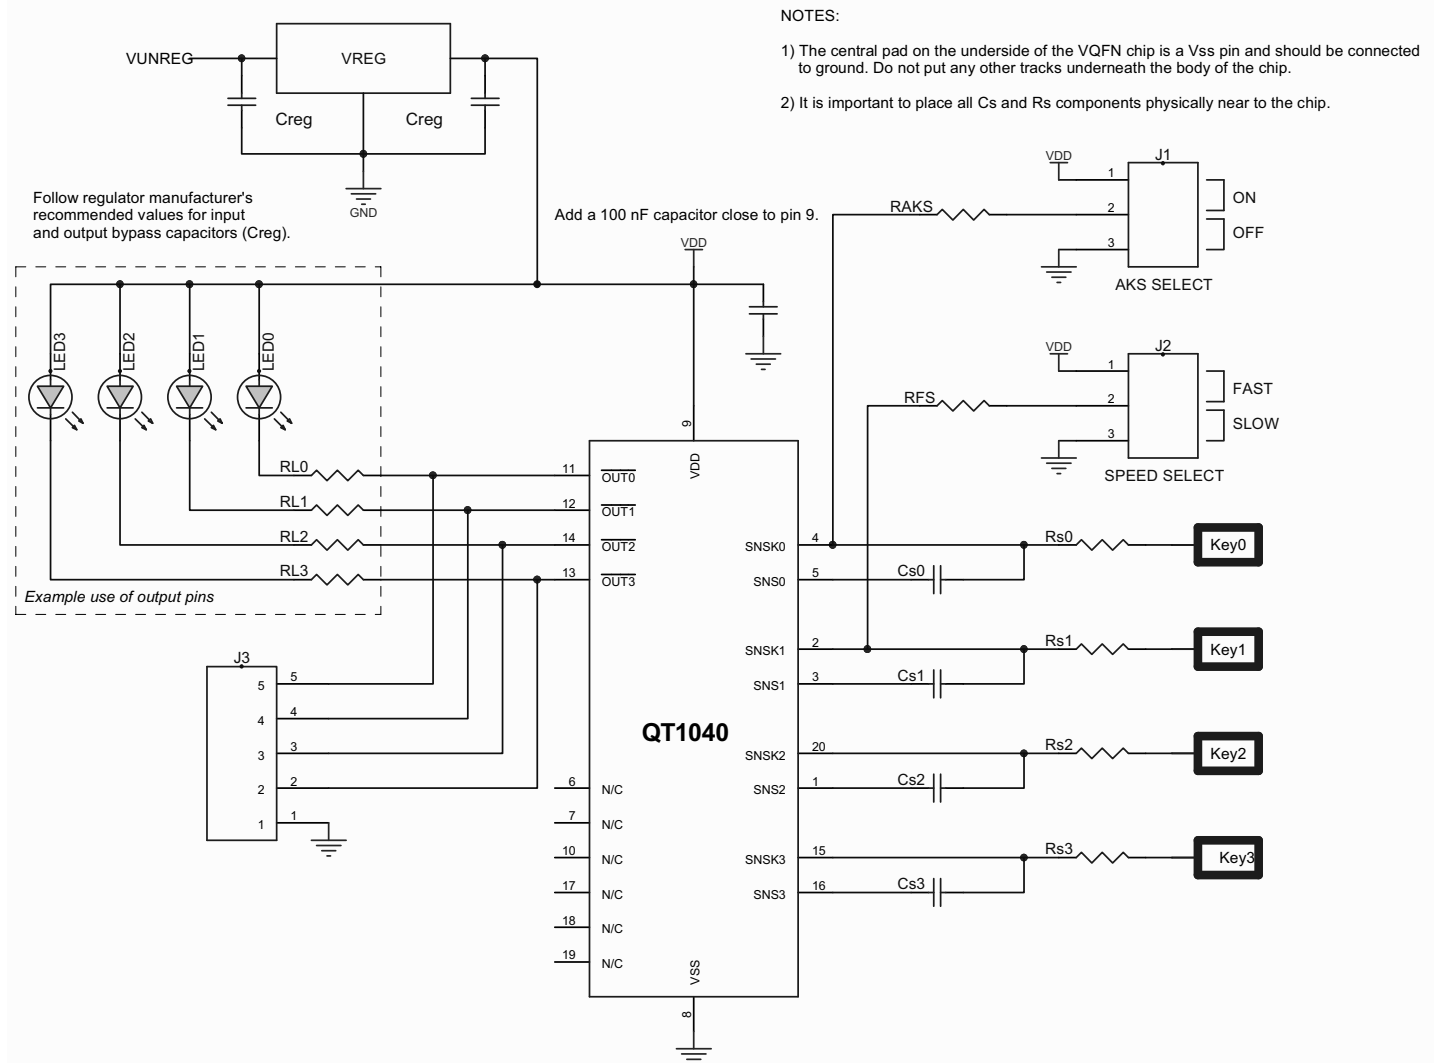 NOTES:
1) The central pad on the underside of the VQFN chip is a Vss pin and should be connected
to ground. Do not put any other tracks underneath the body of the chip.
2) It is important to place all Cs and Rs components physically near to the chip.
VUNREG
VREG
Creg
Creg
GND
Follow regulator manufacturer's
recommended values for input
and output bypass capacitors (Creg).
Add a 100 nF capacitor close to pin 9.
VDD
LED3
LED2
LED1
LED0
RL0
RL1
RL2
RL3
Example use of output pins
J3
5 5
4 4
3 3
2 2
1 1
9
VDD
11 OUT0
12 OUT1
14 OUT2
13 OUT3
QT1040
6 N/C
7 N/C
10 N/C
17 N/C
18 N/C
19 N/C
VSS
8
SNSK0 4
SNS0 5
SNSK1 2
SNS1 3
SNSK2 20
SNS2 1
SNSK3 15
SNS3 16
VDD
J1
1
RAKS
2
3
ON
OFF
AKS SELECT
VDD
J2
1
RFS
2
3
FAST
SLOW
SPEED SELECT
Rs0
Key0
Cs0
Rs1
Key1
Cs1
Rs2
Key2
Cs2
Rs3
Key3
Cs3